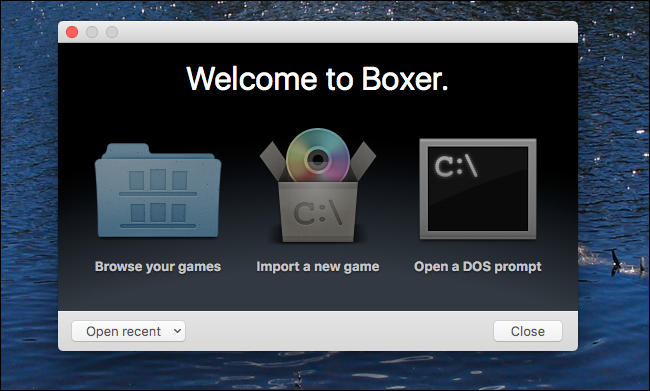 Welcome to Boxer.
C:\
C:\
Browse your games
Import a new game
Open a DOS prompt
Open recent
Close